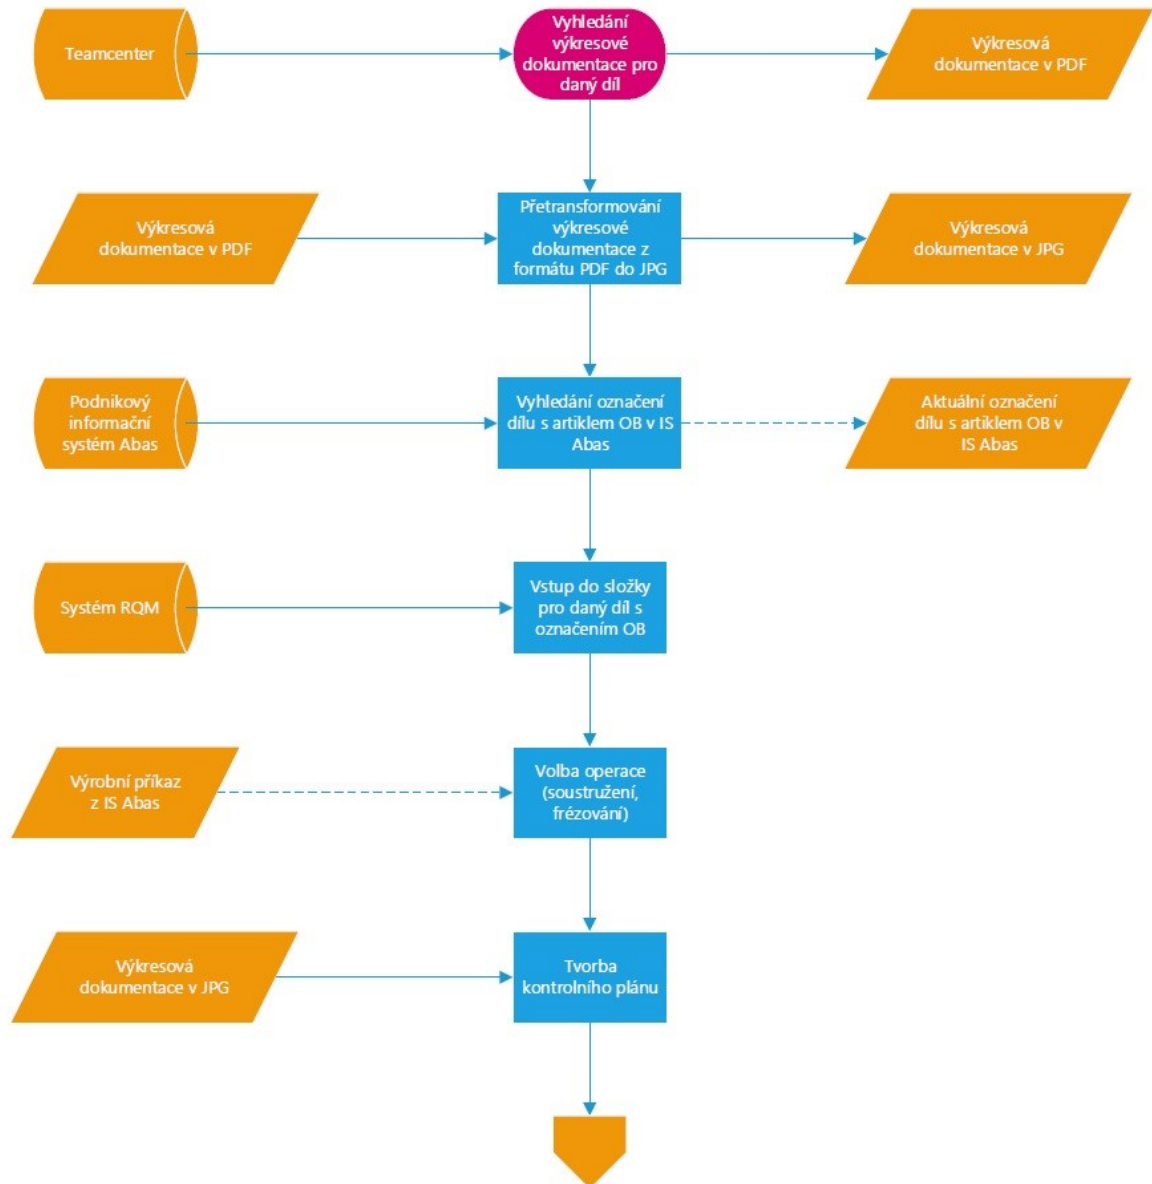 Teamcenter
Vyhledání
výkresové
dokumentace pro
daný díl
Výkresová
dokumentace v PDF
Výkresová
dokumentace v PDF
Přetransformování
výkresové
dokumentace z
formátu PDF do JPG
Výkresová
dokumentace v JPG
Podnikový
informační
systém Abas
Vyhledání označení
dílu s artiklem OB v IS
Abas
Aktuální označení
dílu s artiklem OB v
IS Abas
Systém RQM
Vstup do složky
pro daný díl s
označením OB
Výrobní příkaz
z IS Abas
Volba operace
(soustružení,
frézování)
Výkresová
dokumentace v JPG
Tvorba
kontrolního plánu